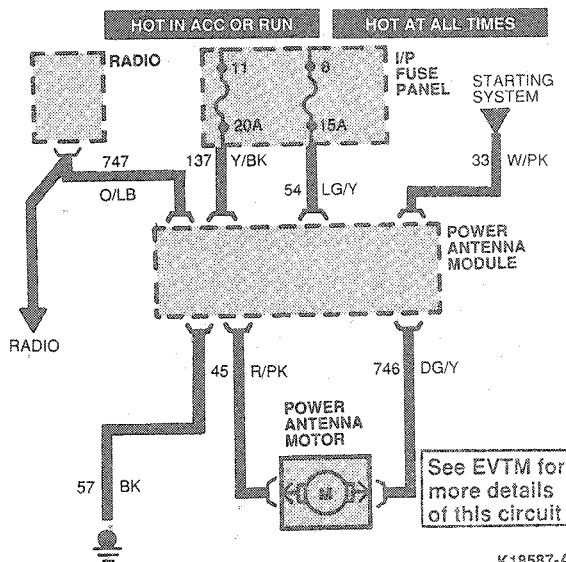 HOT IN ACC OR RUN
HOT AT ALL TIMES
RADIO
11
20A
8
15A
I/P
FUSE
PANEL
STARTING
SYSTEM
747
O/LB
137 Y/BK
54 LG/Y
33 W/PK
POWER
ANTENNA
MODULE
RADIO
45 R/PK
746 DG/Y
POWER
ANTENNA
MOTOR
M
57 BK
See EVTM for
more details
of this circuit
K18587-A